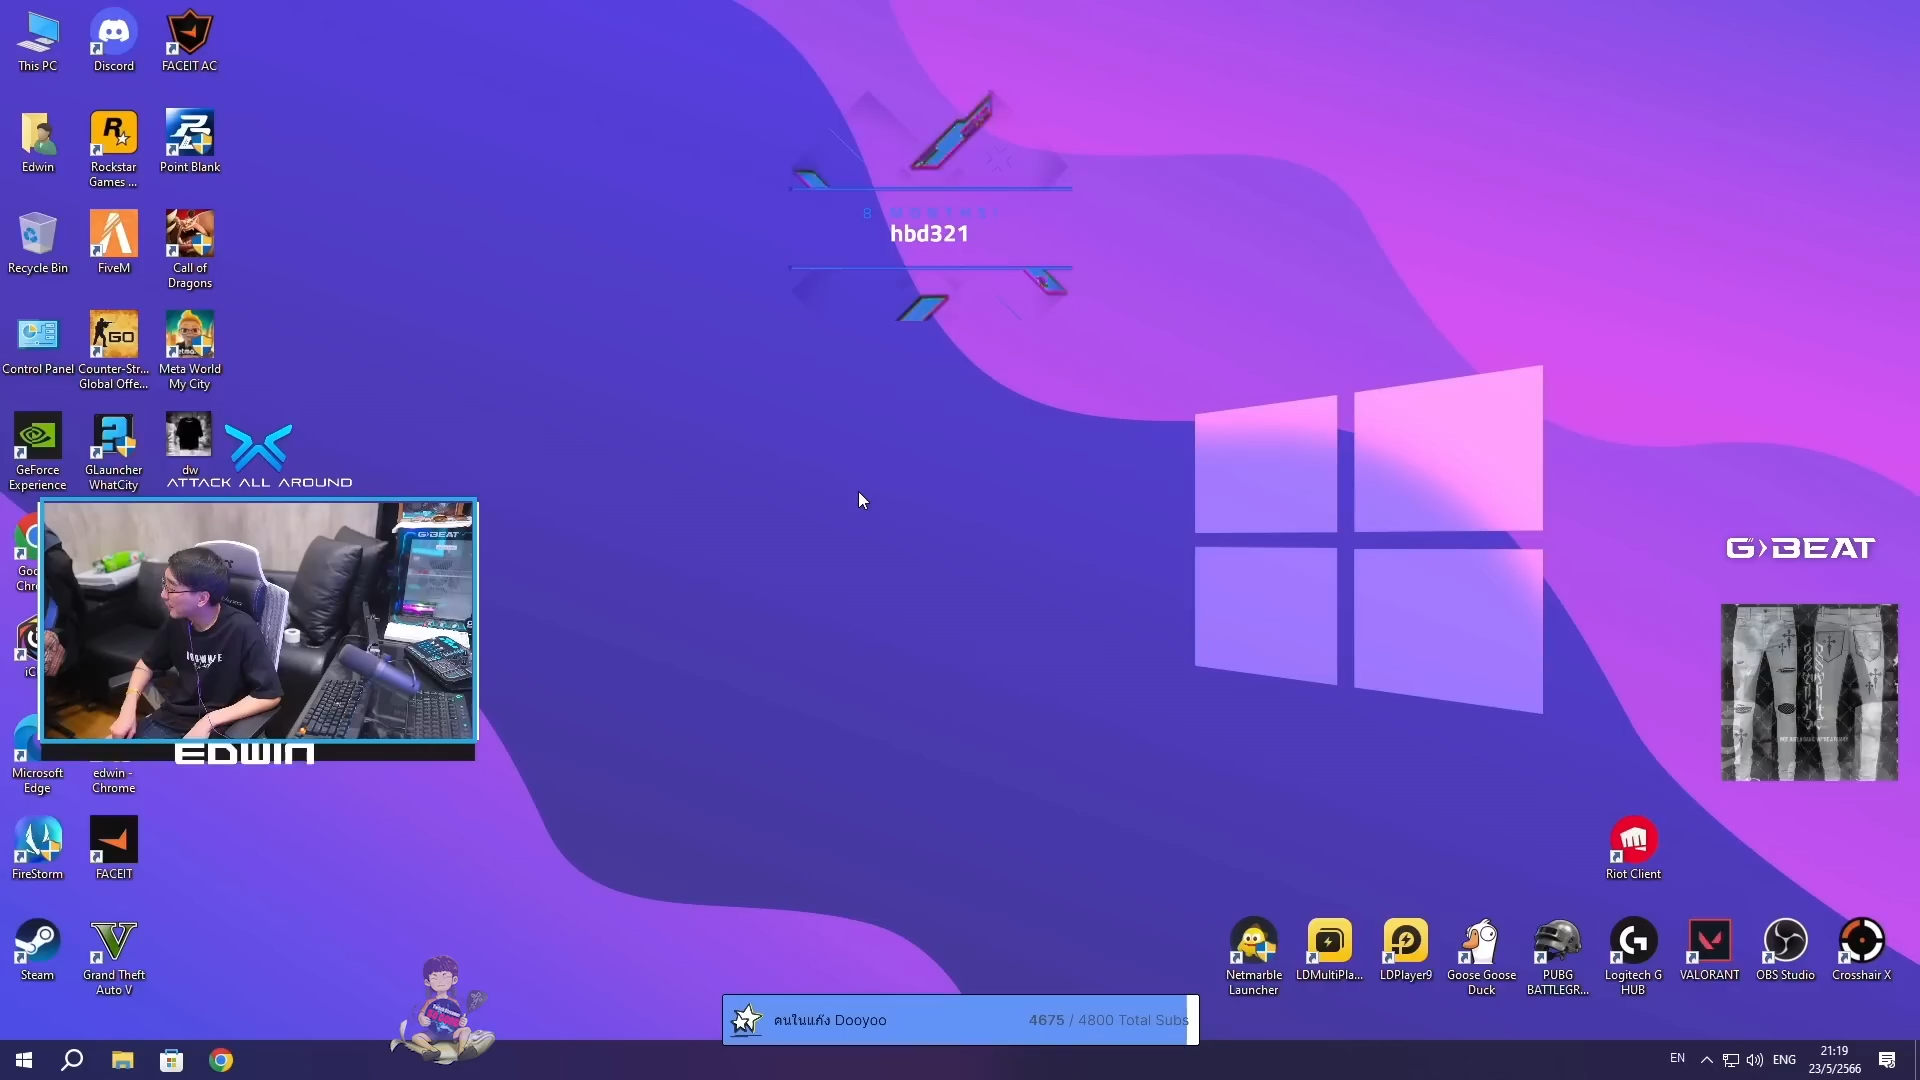 This PC
Discord
FACEIT AC
Edwin
Rockstar
Games ...
Point Blank
Recycle Bin
FiveM
Call of
Dragons
Control Panel
GO
Counter-Str...
Global Offe...
Meta World
My City
GeForce
Experience
GLauncher
WhatCity
dw
ATTACK ALL AROUND
8 MONTHS!
hbd321
G>BEAT
EDWIN
Microsoft
Edge
edwin -
Chrome
FireStorm
FACEIT
Steam
Grand Theft
Auto V
G>BEAT
Riot Client
Netmarble
Launcher
LDMultiPla...
LDPlayer9
Goose Goose
Duck
PUBG
BATTLEGR...
Logitech G
HUB
VALORANT
OBS Studio
Crosshair X
คนในแก๊ง Dooyoo
4675 / 4800 Total Subs
EN
ENG
21:19
23/5/2566